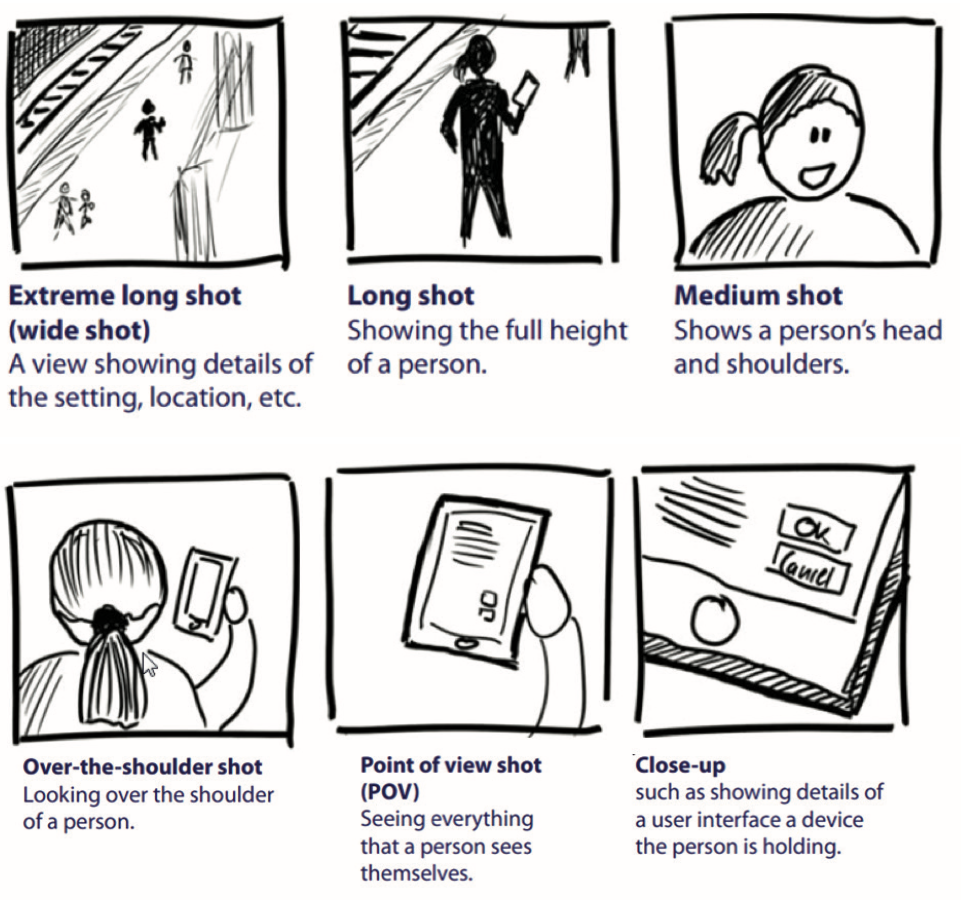 Extreme long shot
(wide shot)
A view showing details of
the setting, location, etc.
Long shot
Showing the full height
of a person.
Medium shot
Shows a person's head
and shoulders.
OK
Cancel
Over-the-shoulder shot
Looking over the shoulder
of a person.
Point of view shot
(POV)
Seeing everything
that a person sees
themselves.
Close-up
such as showing details of
a user interface a device
the person is holding.